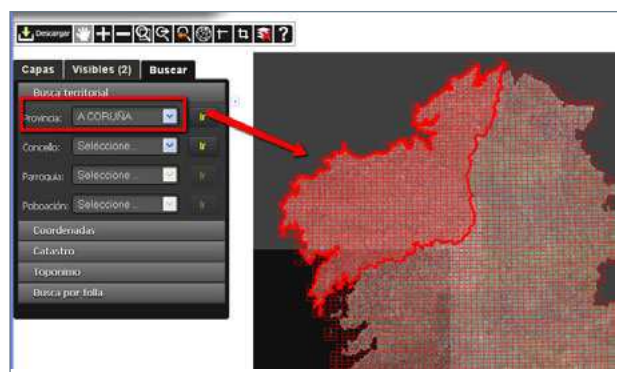 Descargar
?
Capas Visibles (2) Buscar
Busca territorial
Provincia: A CORUÑA Ir
Concello: Seleccione... Ir
Parroquia: Seleccione... Ir
Poboación: Seleccione... Ir
Coordenadas
Catastro
Toponimo
Busca por folla